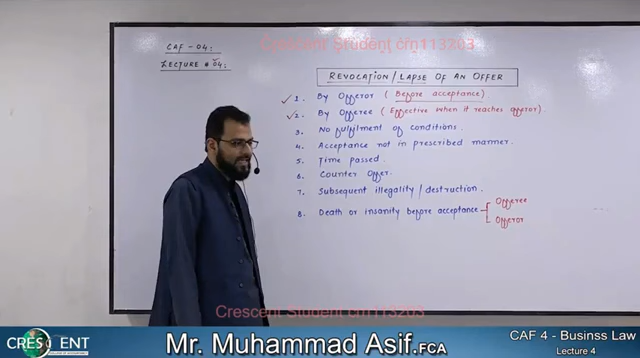 CAF - 04:
Crescent Student crn113203
LECTURE # 04:
REVOCATION / LAPSE OF AN OFFER
✓ 1. By Offeror ( Before acceptance)
✓ 2. By Offeree ( Effective when it reaches offeror).
3. No fulfilment of conditions.
4. Acceptance not in prescribed manner.
5. Time passed.
6. Counter Offer.
7. Subsequent illegality / destruction.
8. Death or insanity before acceptance
Offeree
Offeror
Crescent Student crn113203
CRESCENT
Mr. Muhammad Asif.FCA
CAF 4 - Businss Law
Lecture 4